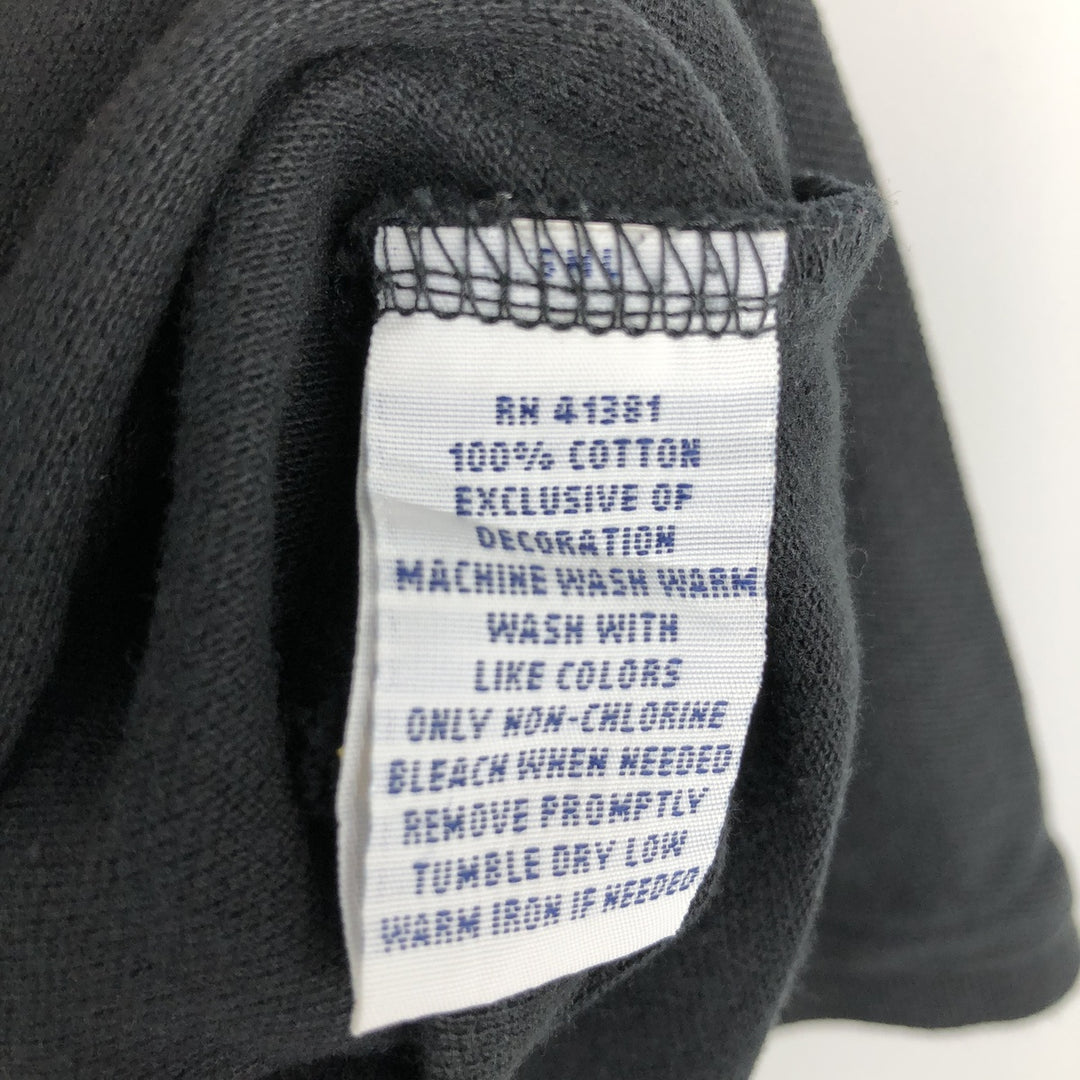 RN 41381
100% COTTON
EXCLUSIVE OF
DECORATION
MACHINE WASH WARM
WASH WITH
LIKE COLORS
ONLY NON-CHLORINE
BLEACH WHEN NEEDED
REMOVE PROMPTLY
TUMBLE DRY LOW
WARM IRON IF NEEDED